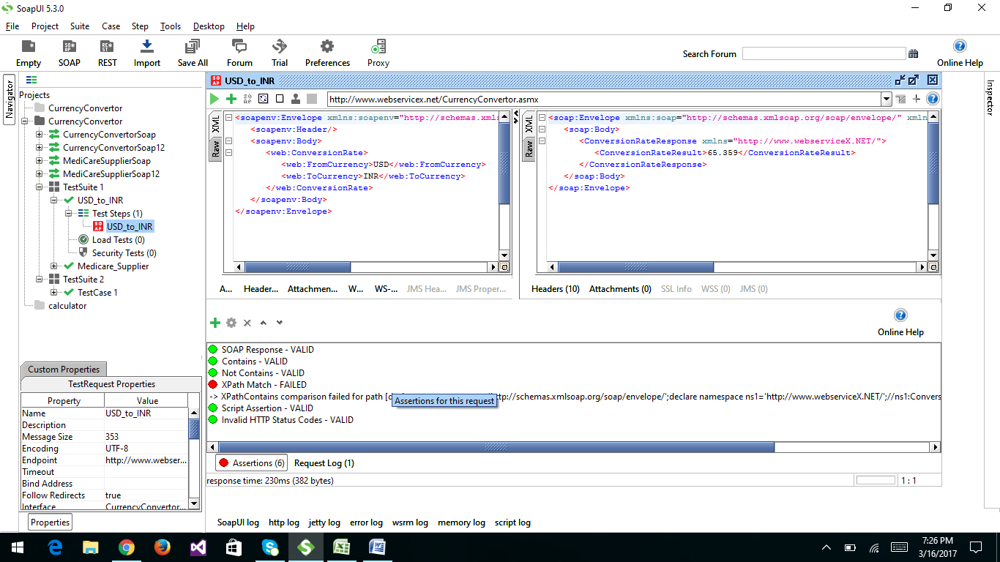 SoapUI 5.3.0
File Project Suite Case Step Tools Desktop Help
Empty SOAP REST Import Save All Forum Trial Preferences Proxy
Search Forum
Online Help
Navigator
Projects
CurrencyConvertor
CurrencyConvertor
CurrencyConvertorSoap
CurrencyConvertorSoap12
MediCareSupplierSoap
MediCareSupplierSoap12
TestSuite 1
USD_to_INR
Test Steps (1)
USD_to_INR
Load Tests (0)
Security Tests (0)
Medicare_Supplier
TestSuite 2
TestCase 1
calculator
Custom Properties
TestRequest Properties
Property Value
Name USD_to_INR
Description
Message Size 353
Encoding UTF-8
Endpoint http://www.webser...
Timeout
Bind Address
Follow Redirects true
Interface CurrencyConvertor...
Properties
USD_to_INR
http://www.webservicex.net/CurrencyConvertor.asmx
XML
Raw
<soapenv:Envelope xmlns:soapenv="http://schemas.xmls
<soapenv:Header/>
<soapenv:Body>
<web:ConversionRate>
<web:FromCurrency>USD</web:FromCurrency>
<web:ToCurrency>INR</web:ToCurrency>
</web:ConversionRate>
</soapenv:Body>
</soapenv:Envelope>
A... Header... Attachmen... W... WS-... JMS Hea... JMS Proper...
XML
Raw
<soap:Envelope xmlns:soap="http://schemas.xmlsoap.org/soap/envelope/" xmln
<soap:Body>
<ConversionRateResponse xmlns="http://www.webserviceX.NET/">
<ConversionRateResult>65.359</ConversionRateResult>
</ConversionRateResponse>
</soap:Body>
</soap:Envelope>
Headers (10) Attachments (0) SSL Info WSS (0) JMS (0)
Online Help
SOAP Response - VALID
Contains - VALID
Not Contains - VALID
XPath Match - FAILED
-> XPathContains comparison failed for path ttp://schemas.xmlsoap.org/soap/envelope/';declare namespace ns1='http://www.webserviceX.NET/';//ns1:Convers
Assertions for this request
Script Assertion - VALID
Invalid HTTP Status Codes - VALID
Assertions (6) Request Log (1)
response time: 230ms (382 bytes)
1 : 1
SoapUI log http log jetty log error log wsrm log memory log script log
Inspector
7:26 PM
3/16/2017